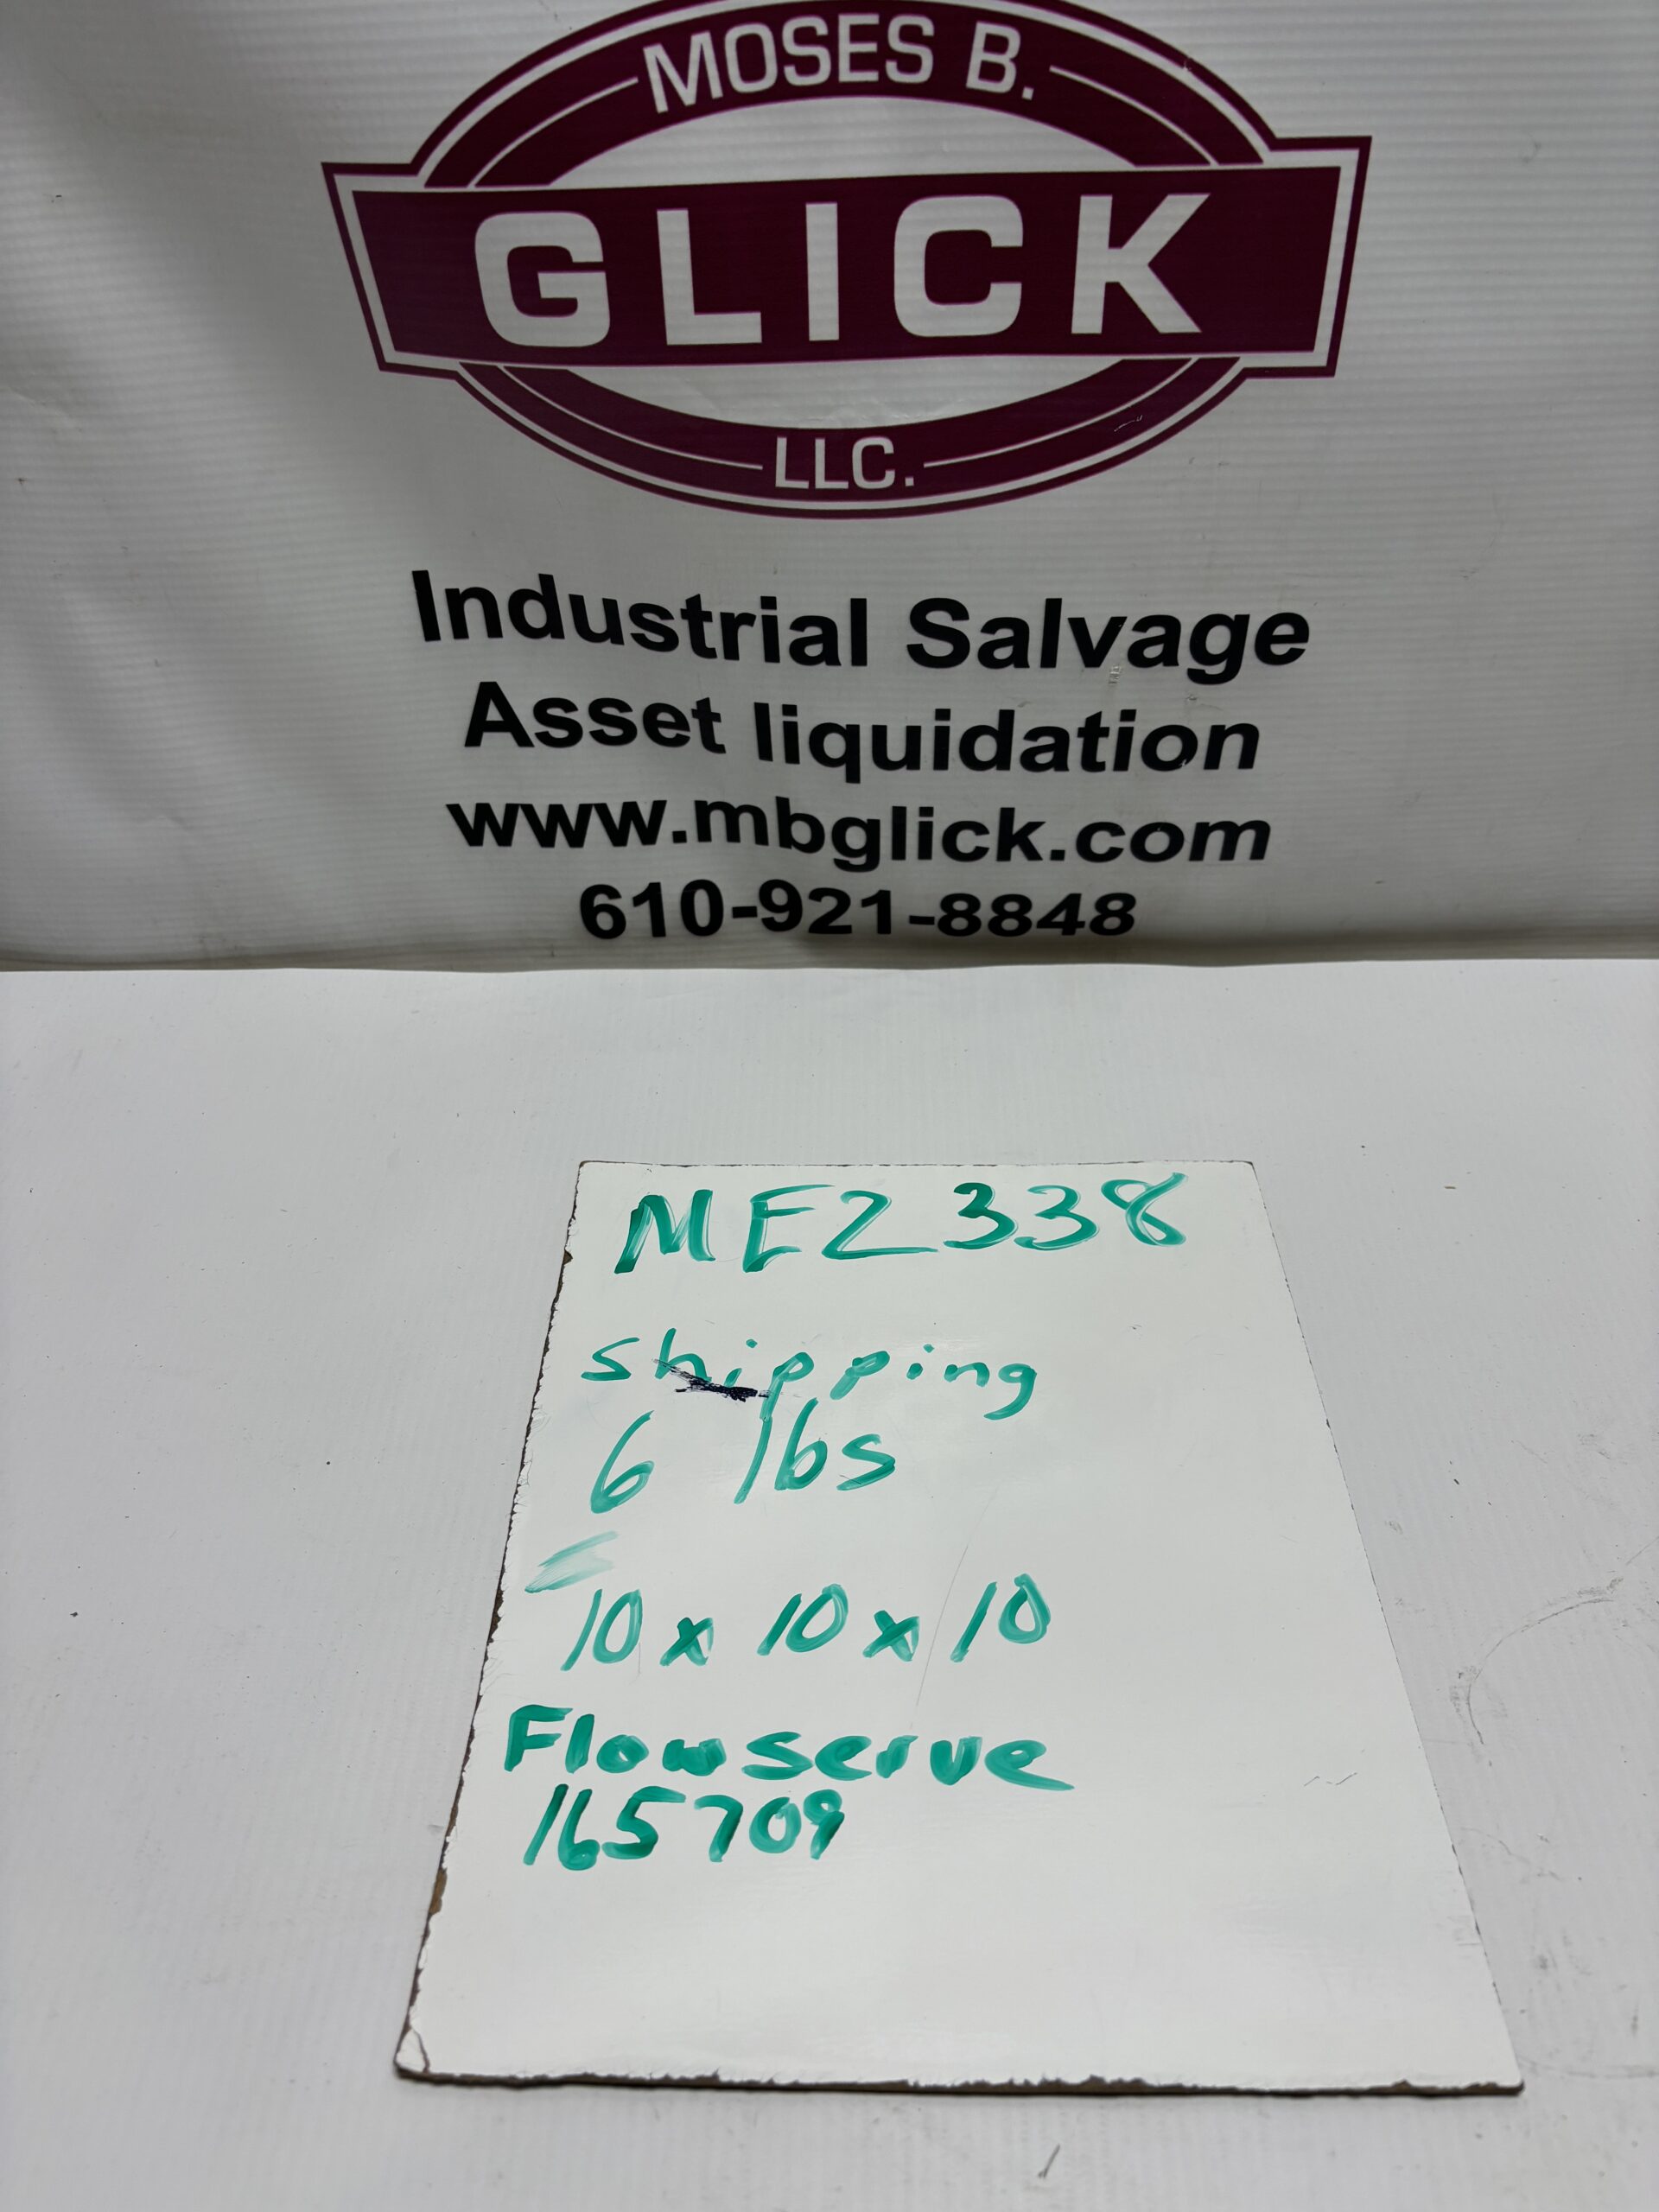 MOSES B.
GLICK
LLC.
Industrial Salvage
Asset liquidation
www.mbglick.com
610-921-8848
ME2338
shipping
6 lbs
10 x 10 x 10
Flowserve
165709